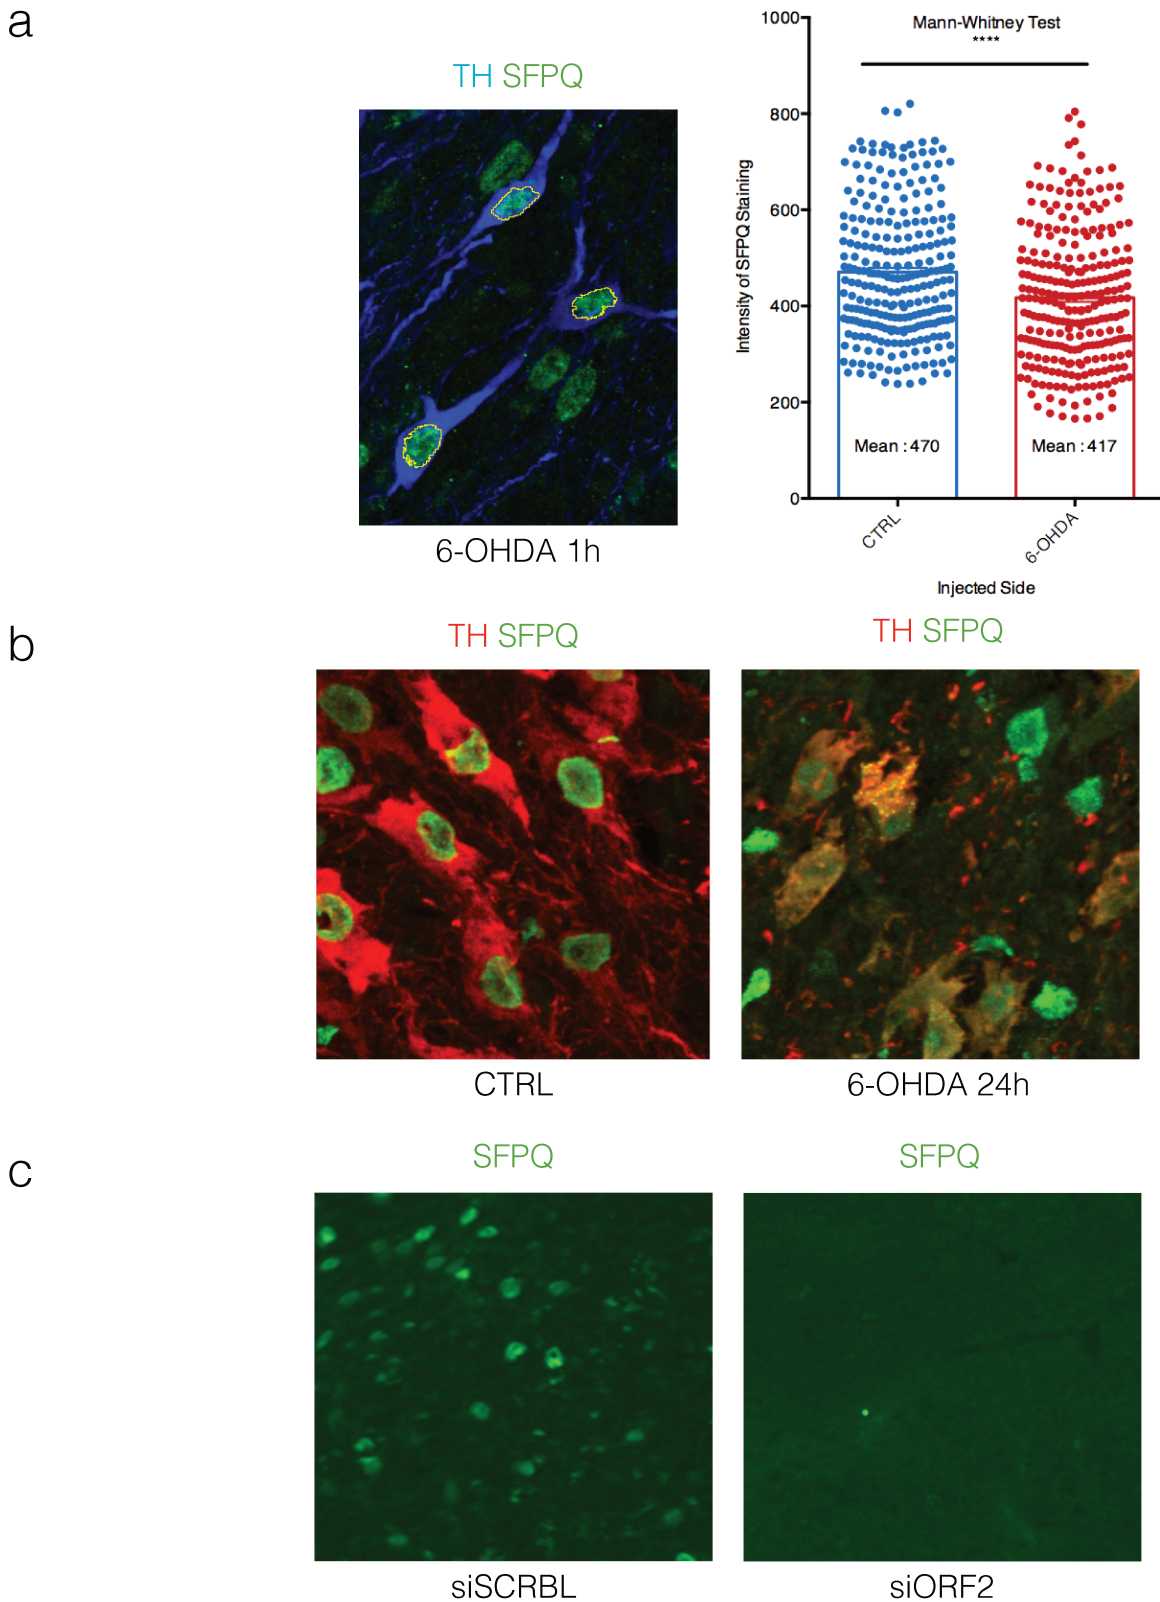 a
TH SFPQ
6-OHDA 1h
Mann-Whitney Test
****
1000
800
600
400
200
0
Intensity of SFPQ Staining
Mean : 470
Mean : 417
CTRL
6-OHDA
Injected Side
b
TH SFPQ
TH SFPQ
CTRL
6-OHDA 24h
c
SFPQ
SFPQ
siSCRBL
siORF2